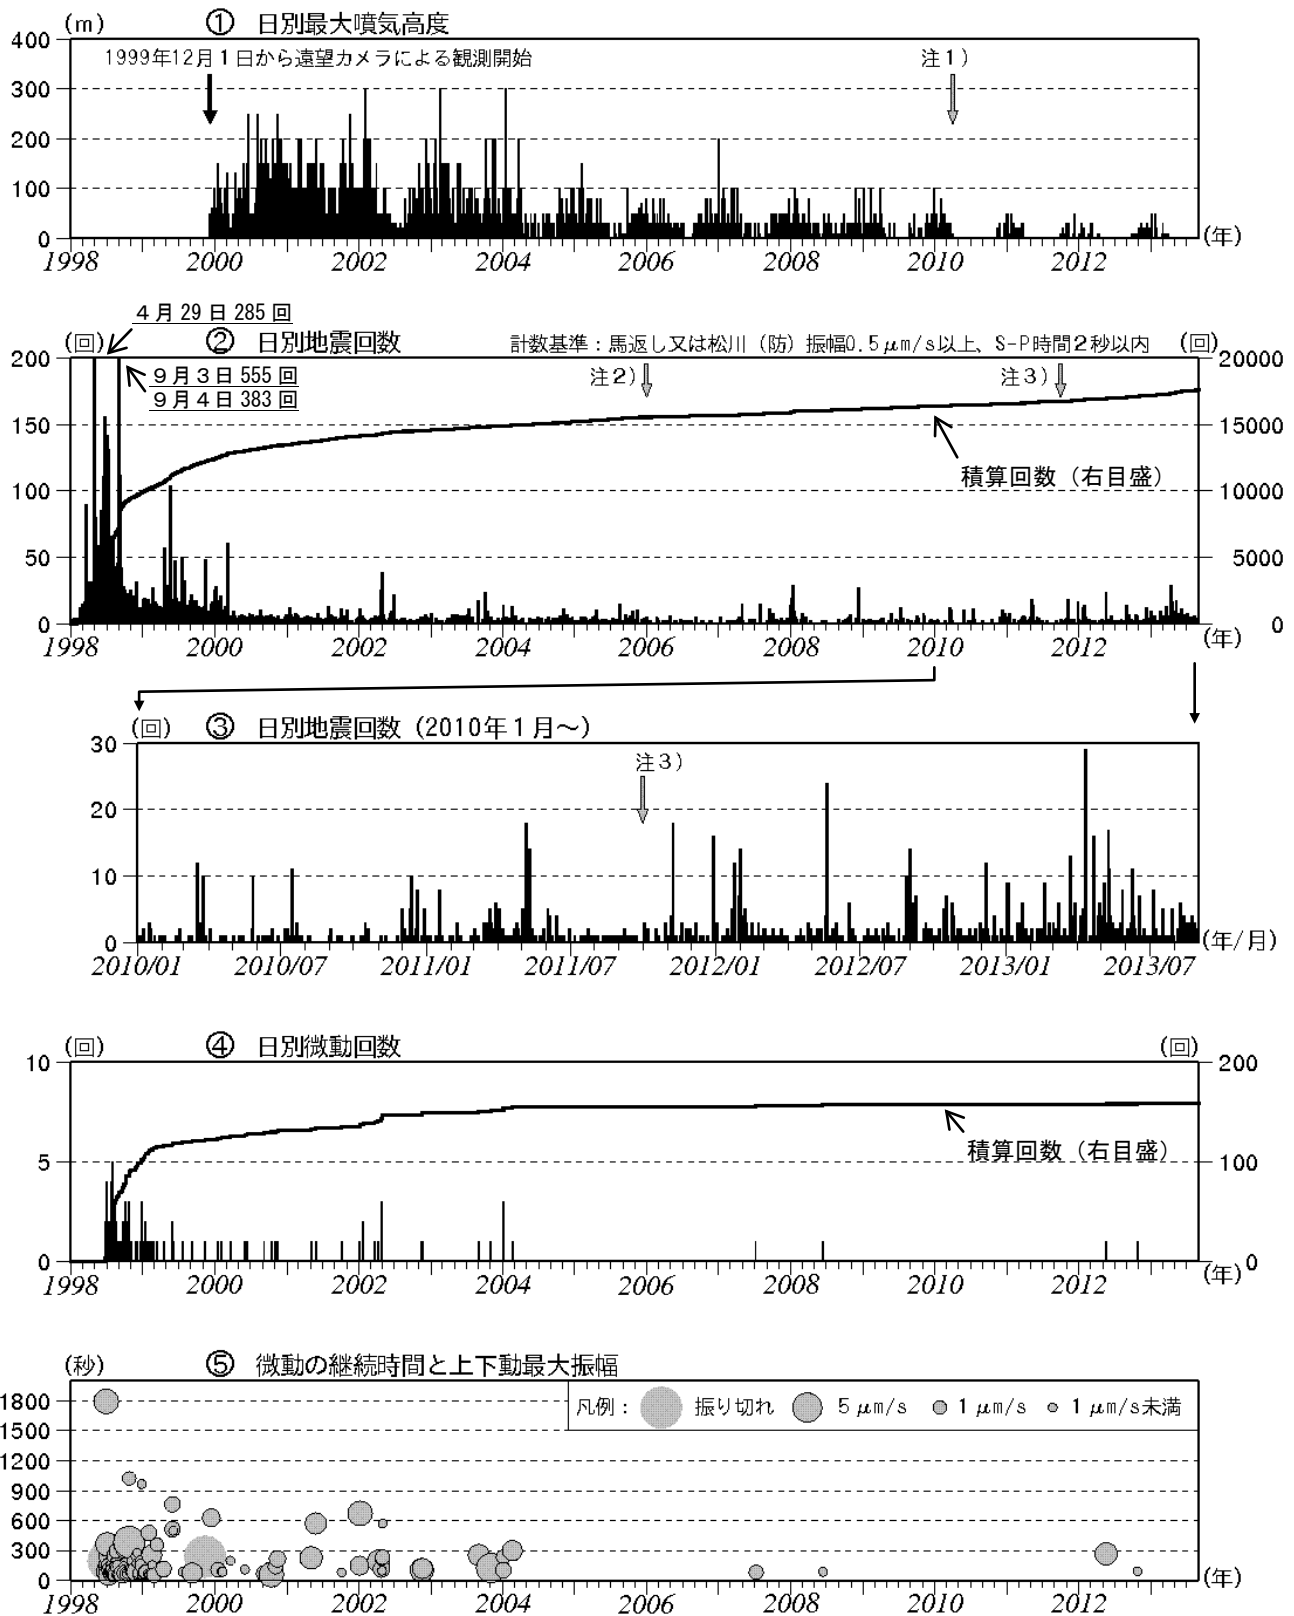 (m) ① 日別最大噴気高度
400
1999年12月1日から遠望カメラによる観測開始 注1)
300
200
100
0
(年)
1998 2000 2002 2004 2006 2008 2010 2012
4月29日285回
(回) ② 日別地震回数 計数基準：馬返し又は松川（防）振幅0.5μm/s以上、S-P時間2秒以内 (回)
200 20000
9月3日555回 注2) 注3)
9月4日383回
150 15000
積算回数（右目盛）
100 10000
50 5000
0 0
(年)
1998 2000 2002 2004 2006 2008 2010 2012
(回) ③ 日別地震回数（2010年1月～）
30
注3)
20
10
0
(年/月)
2010/01 2010/07 2011/01 2011/07 2012/01 2012/07 2013/01 2013/07
(回) ④ 日別微動回数 (回)
10 200
積算回数（右目盛）
5 100
0 0
(年)
1998 2000 2002 2004 2006 2008 2010 2012
(秒) ⑤ 微動の継続時間と上下動最大振幅
1800
凡例： 振り切れ 5 μm/s 1 μm/s 1 μm/s未満
1500
1200
900
600
300
0
(年)
1998 2000 2002 2004 2006 2008 2010 2012